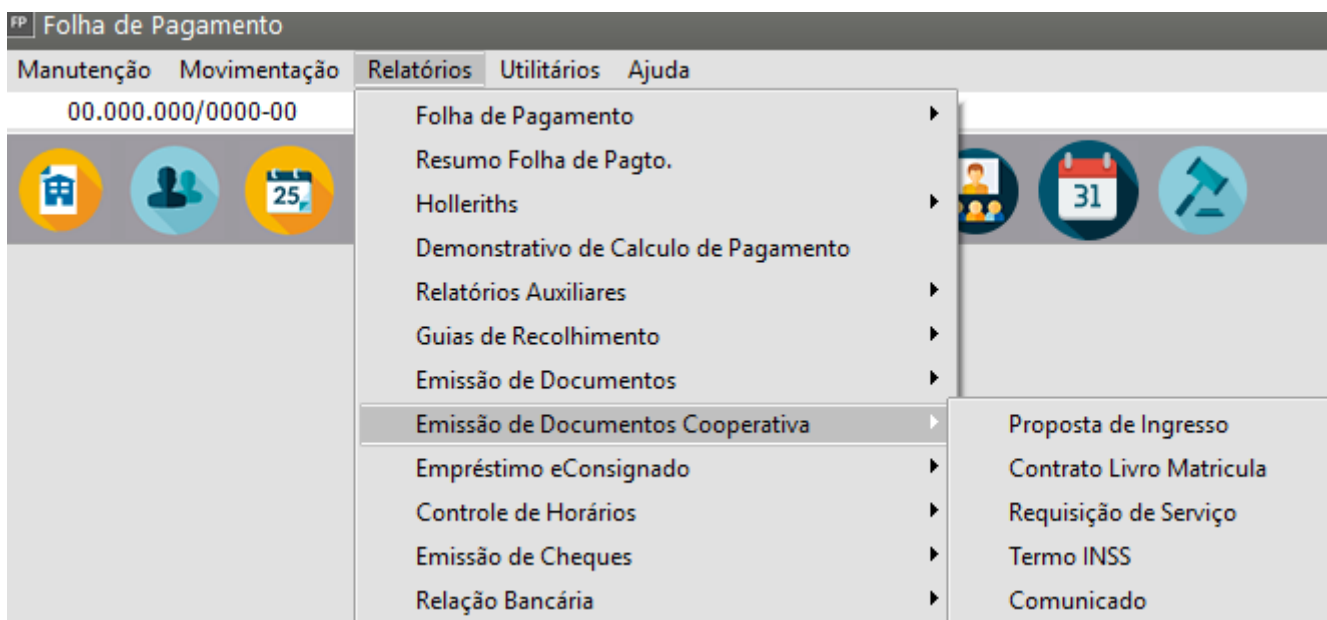 FP Folha de Pagamento
Manutenção Movimentação Relatórios Utilitários Ajuda
00.000.000/0000-00
25
31
Folha de Pagamento
Resumo Folha de Pagto.
Holleriths
Demonstrativo de Calculo de Pagamento
Relatórios Auxiliares
Guias de Recolhimento
Emissão de Documentos
Emissão de Documentos Cooperativa
Empréstimo eConsignado
Controle de Horários
Emissão de Cheques
Relação Bancária
Proposta de Ingresso
Contrato Livro Matricula
Requisição de Serviço
Termo INSS
Comunicado